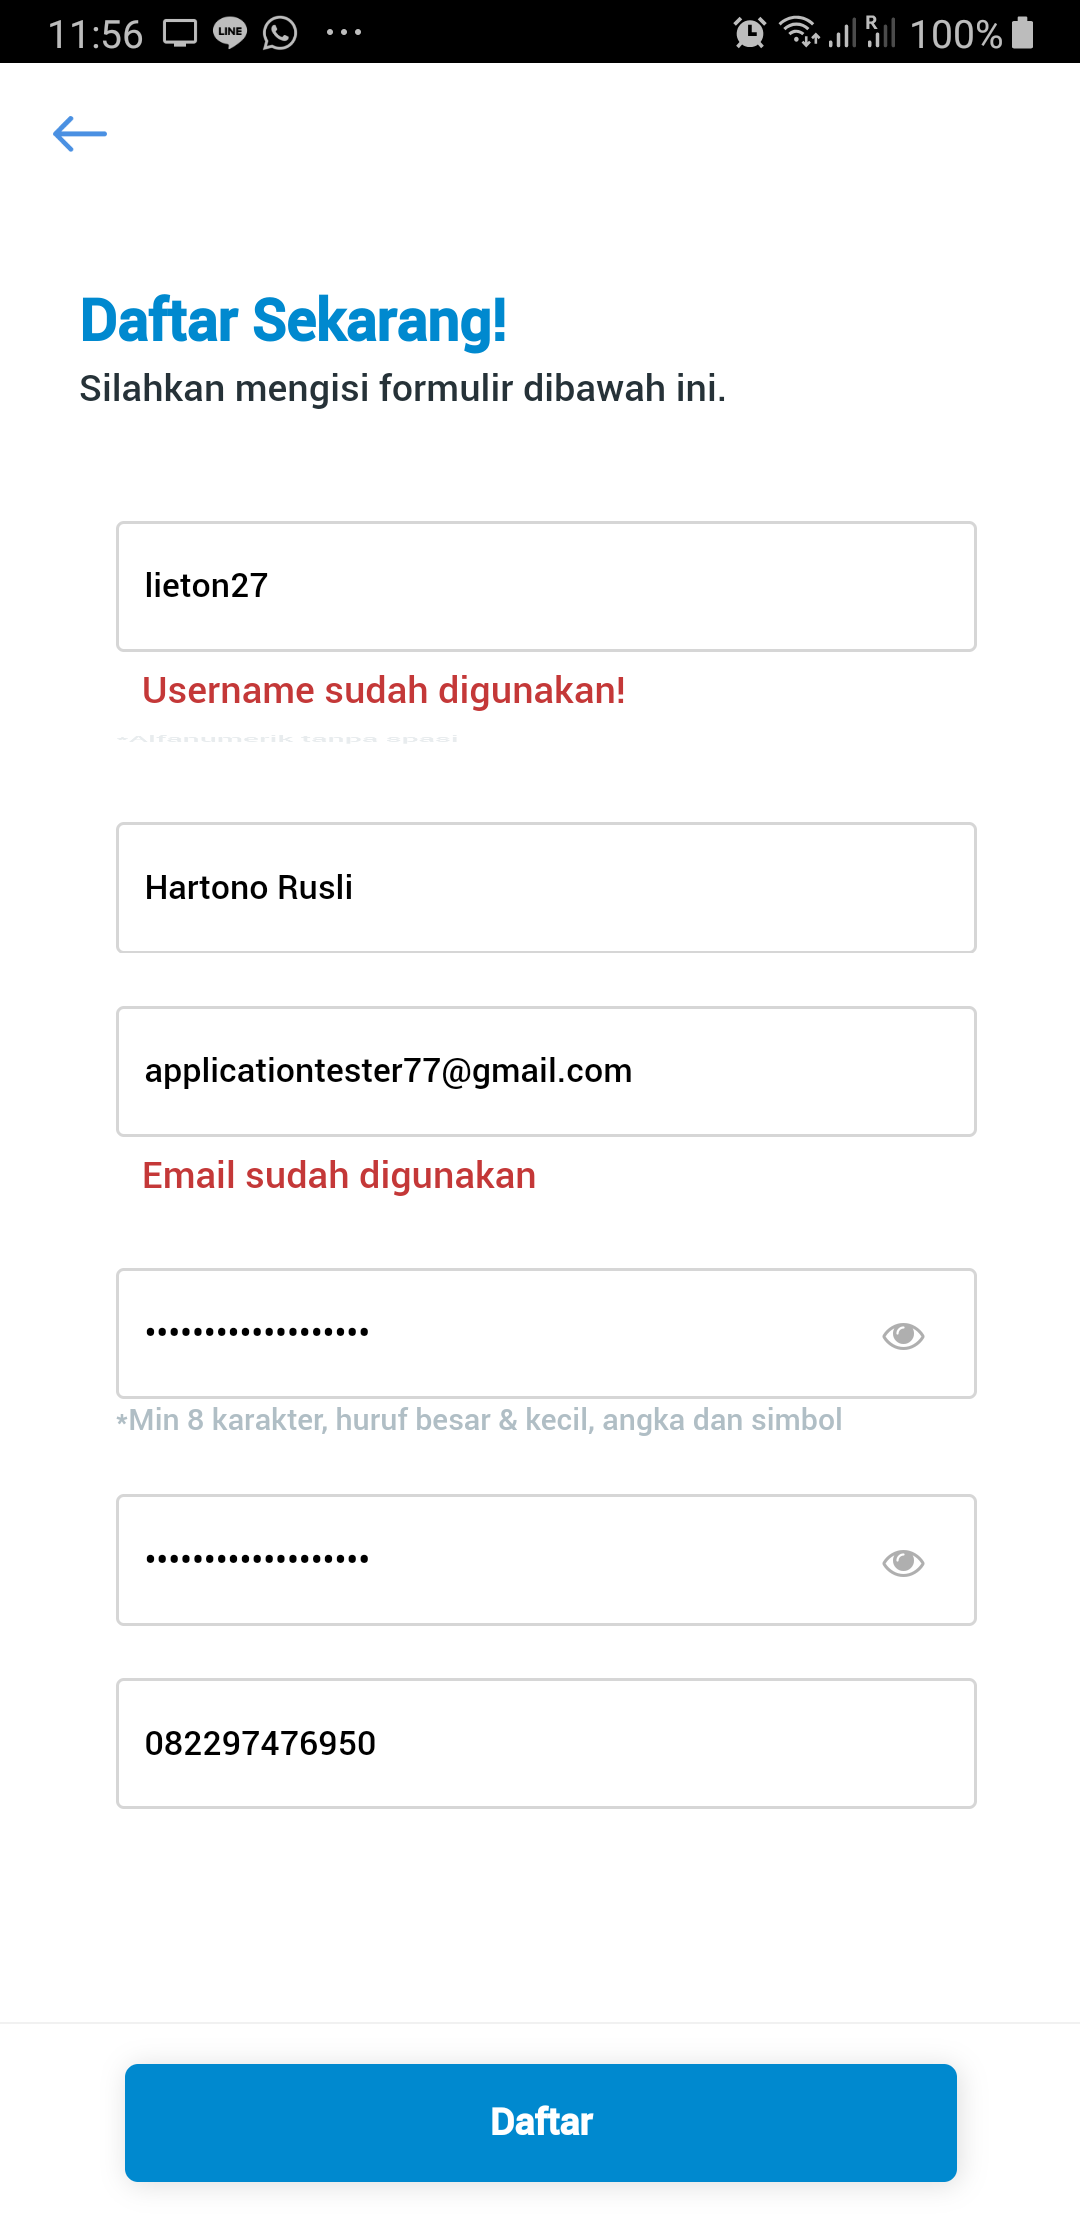 11:56 LINE R 100%
Daftar Sekarang!
Silahkan mengisi formulir dibawah ini.
lieton27
Username sudah digunakan!
*Alfanumerik tanpa spasi
Hartono Rusli
applicationtester77@gmail.com
Email sudah digunakan
•••••••••••••••••••
*Min 8 karakter, huruf besar & kecil, angka dan simbol
•••••••••••••••••••
082297476950
Daftar